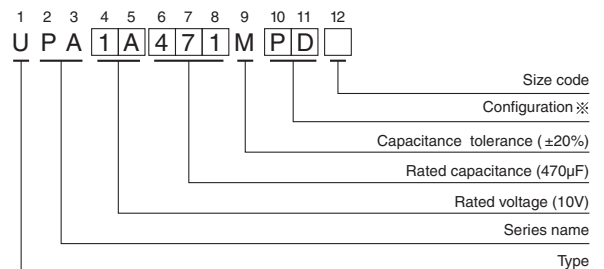 1 2 3 4 5 6 7 8 9 10 11 12
U P A 1 A 4 7 1 M P D
Size code
Configuration ※
Capacitance tolerance (±20%)
Rated capacitance (470µF)
Rated voltage (10V)
Series name
Type